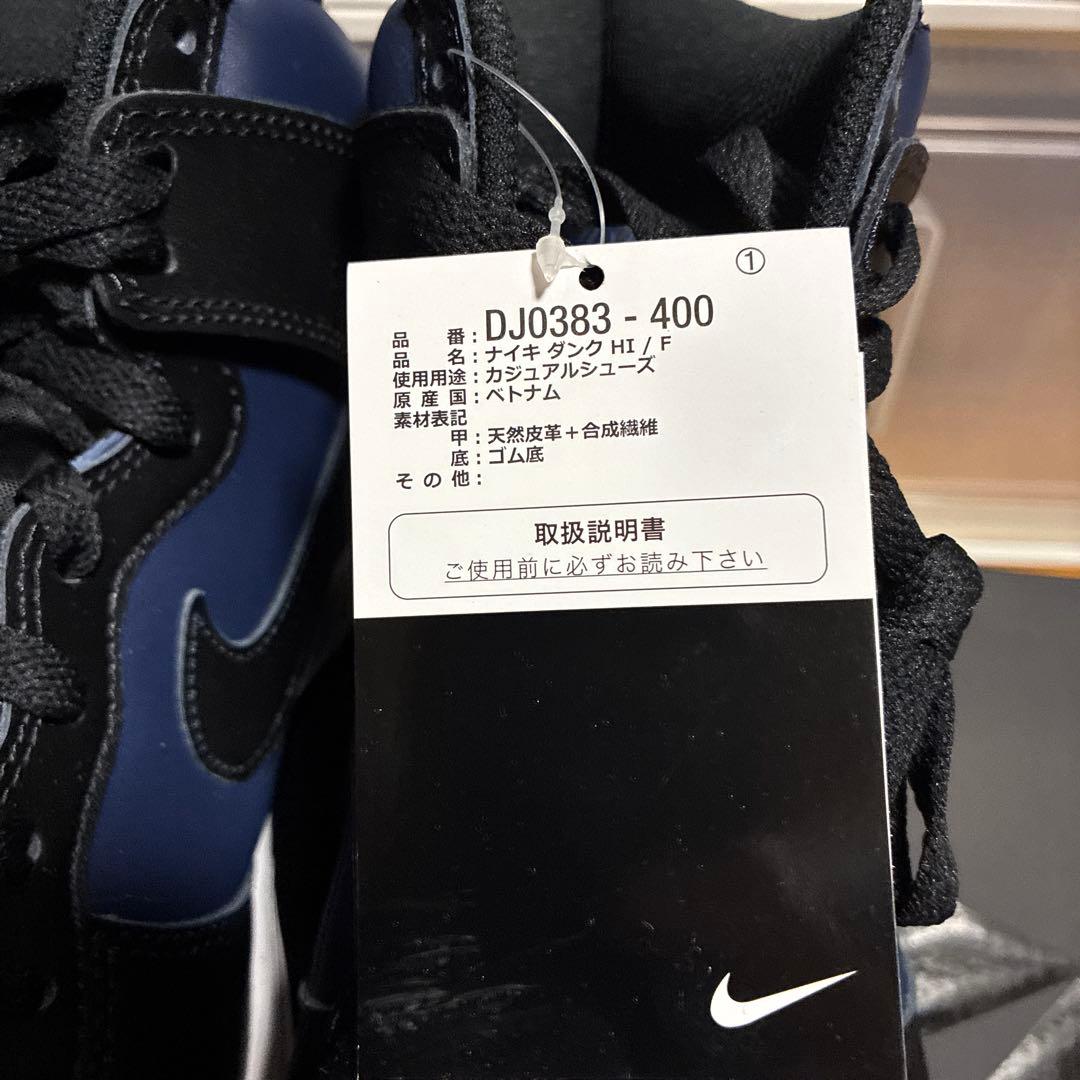 ①
品番:DJ0383 - 400
品名:ナイキ ダンク HI / F
使用用途:カジュアルシューズ
原産国:ベトナム
素材表記
甲:天然皮革+合成繊維
底:ゴム底
その他:
取扱説明書
ご使用前に必ずお読み下さい